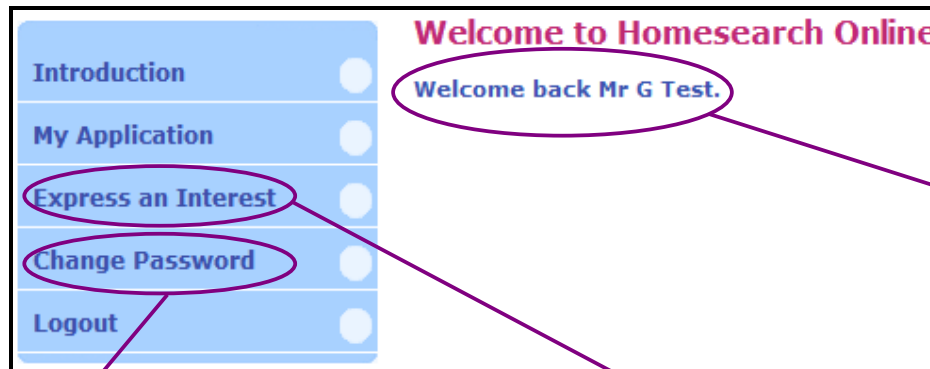 Introduction
My Application
Express an Interest
Change Password
Logout
Welcome to Homesearch Online
Welcome back Mr G Test.